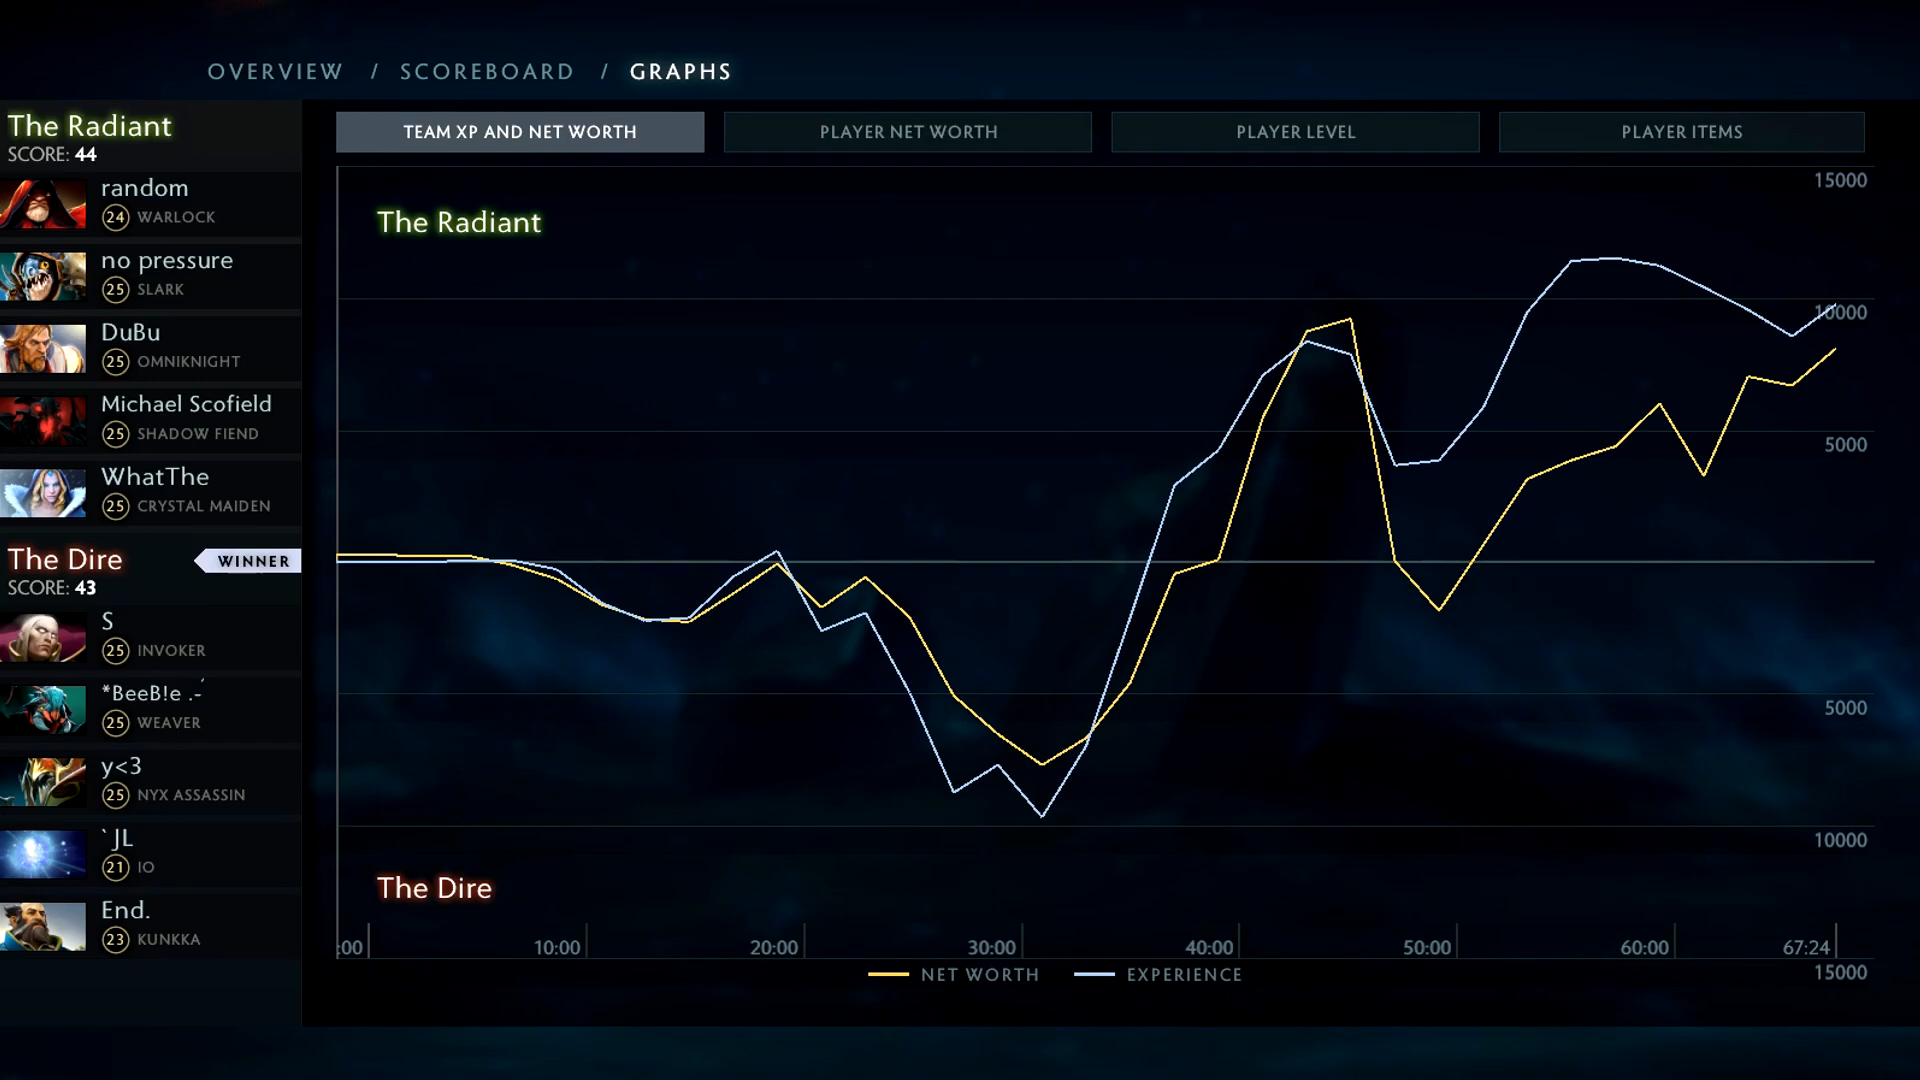 OVERVIEW / SCOREBOARD / GRAPHS
The Radiant
SCORE: 44
random
24 WARLOCK
no pressure
25 SLARK
DuBu
25 OMNIKNIGHT
Michael Scofield
25 SHADOW FIEND
WhatThe
25 CRYSTAL MAIDEN
The Dire
WINNER
SCORE: 43
S
25 INVOKER
*BeeB!e .-´
25 WEAVER
y<3
25 NYX ASSASSIN
` JL
21 IO
End.
23 KUNKKA
TEAM XP AND NET WORTH
PLAYER NET WORTH
PLAYER LEVEL
PLAYER ITEMS
The Radiant
15000
10000
5000
5000
10000
15000
The Dire
:00 10:00 20:00 30:00 40:00 50:00 60:00 67:24
NET WORTH EXPERIENCE